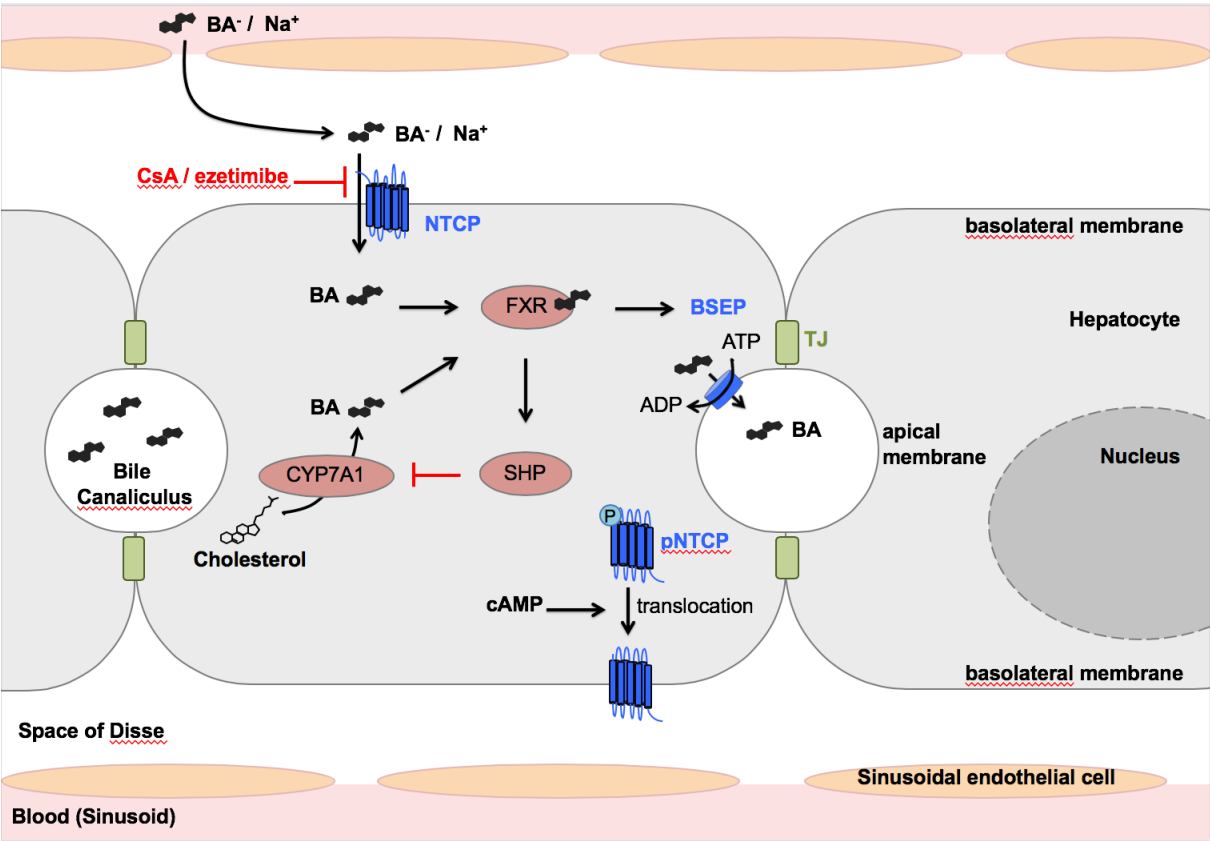 BA- / Na+
BA- / Na+
CsA / ezetimibe
NTCP
basolateral membrane
BA
FXR
BSEP
Hepatocyte
ATP
TJ
ADP
BA
BA
apical
membrane
Bile
Canaliculus
CYP7A1
SHP
Nucleus
Cholesterol
P
pNTCP
cAMP
translocation
basolateral membrane
Space of Disse
Sinusoidal endothelial cell
Blood (Sinusoid)